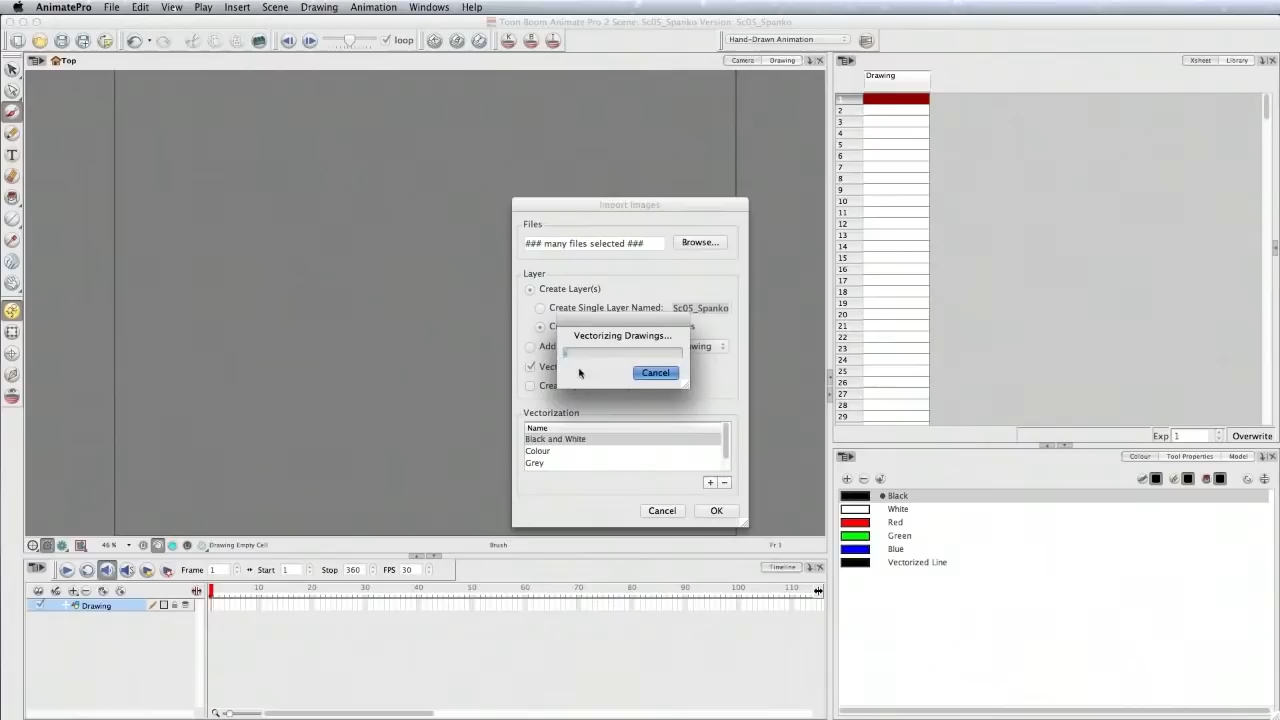 Animatetro File Edit View Play Insert Scene Drawing Animation Windows Help
Toon Boom Animate Pro 2 Scene: Sc05_Spanko Version: Sc05_Spanko
loop Hand-Drawn Animation
Top Camera Drawing Xsheet Library
Drawing
1
2
3
4
5
6
7
8
9
10
11
12
13
14
15
16
17
18
19
20
21
22
23
24
25
26
27
28
29
Exp 1 Overwrite
Import Images
Files
### many files selected ### Browse...
Layer
Create Layer(s)
Create Single Layer Named: Sc05_Spanko
Vectorizing Drawings...
Cancel
Vectorization
Name
Black and White
Colour
Grey
+ −
Cancel OK
Colour Tool Properties Model
Black
White
Red
Green
Blue
Vectorized Line
46 % Drawing Empty Cell Brush Fr 1
Timeline
Frame 1 Start 1 Stop 360 FPS 30
10 20 30 40 50 60 70 80 90 100 110
Drawing